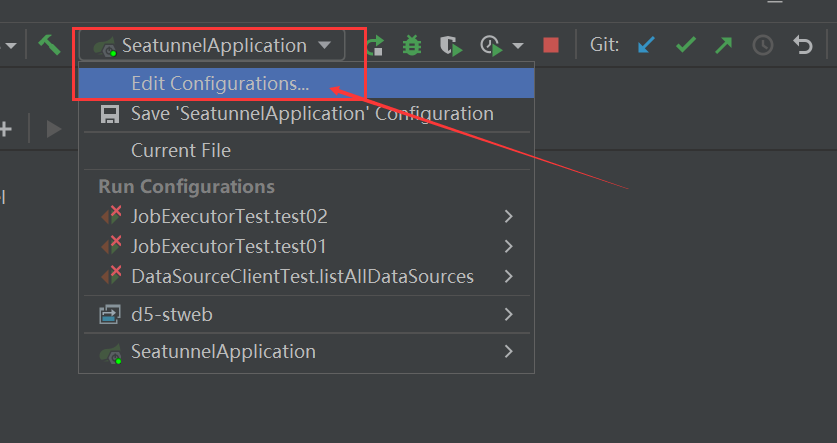 SeatunnelApplication
Git:
Edit Configurations...
Save 'SeatunnelApplication' Configuration
Current File
Run Configurations
JobExecutorTest.test02
JobExecutorTest.test01
DataSourceClientTest.listAllDataSources
d5-stweb
SeatunnelApplication